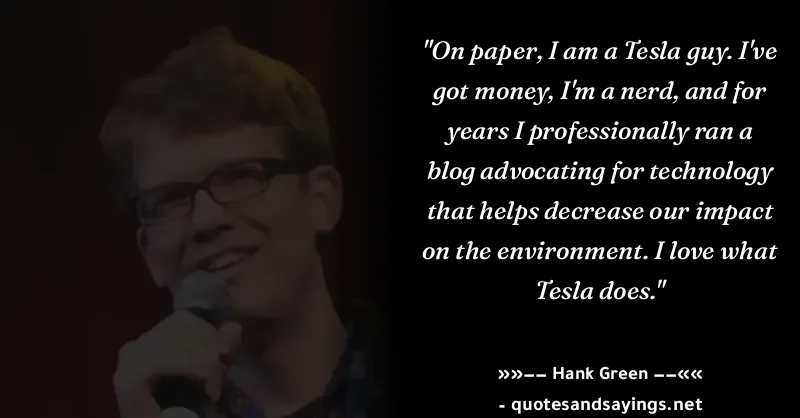 "On paper, I am a Tesla guy. I've
got money, I'm a nerd, and for
years I professionally ran a
blog advocating for technology
that helps decrease our impact
on the environment. I love what
Tesla does."
»»−− Hank Green −−««
- quotesandsayings.net